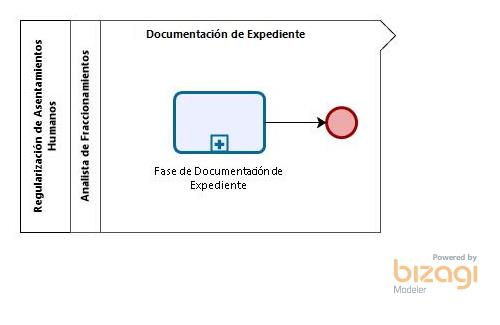 Documentación de Expediente
Regularización de Asentamientos
Humanos
Analista de Fraccionamientos
Fase de Documentación de
Expediente
Powered by
bizagi
Modeler